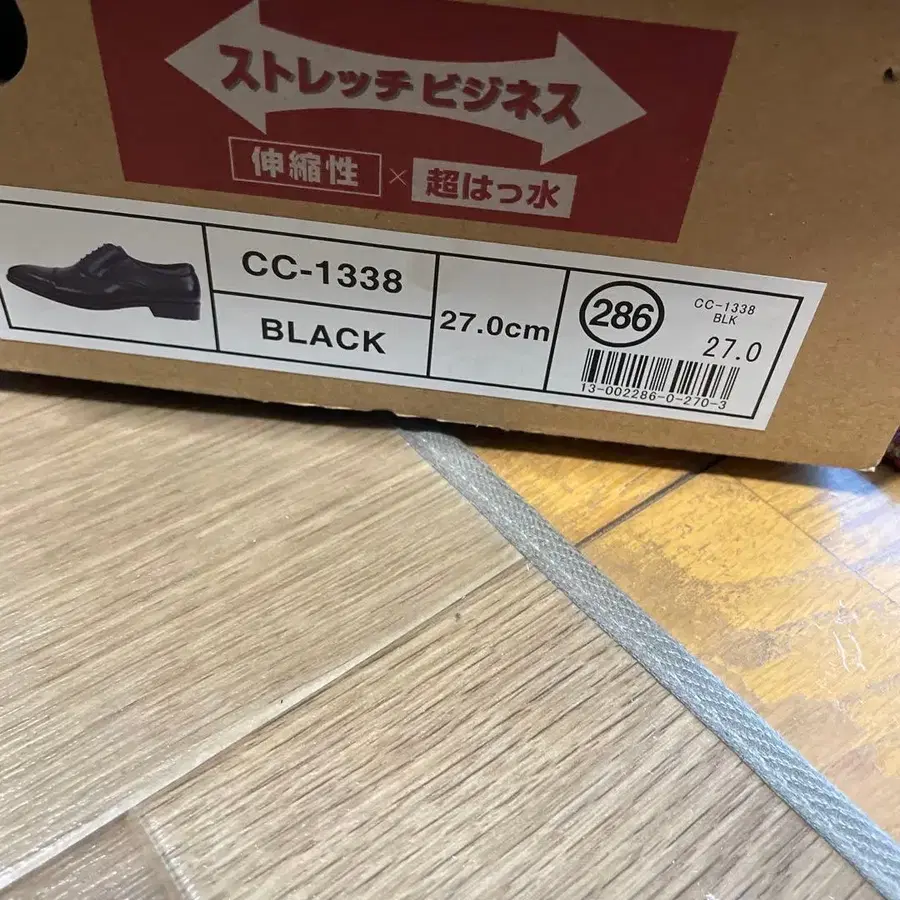 ストレッチビジネス
伸縮性×超はっ水
CC-1338
BLACK
27.0cm
286
CC-1338
BLK
27.0
13-002286-0-270-3